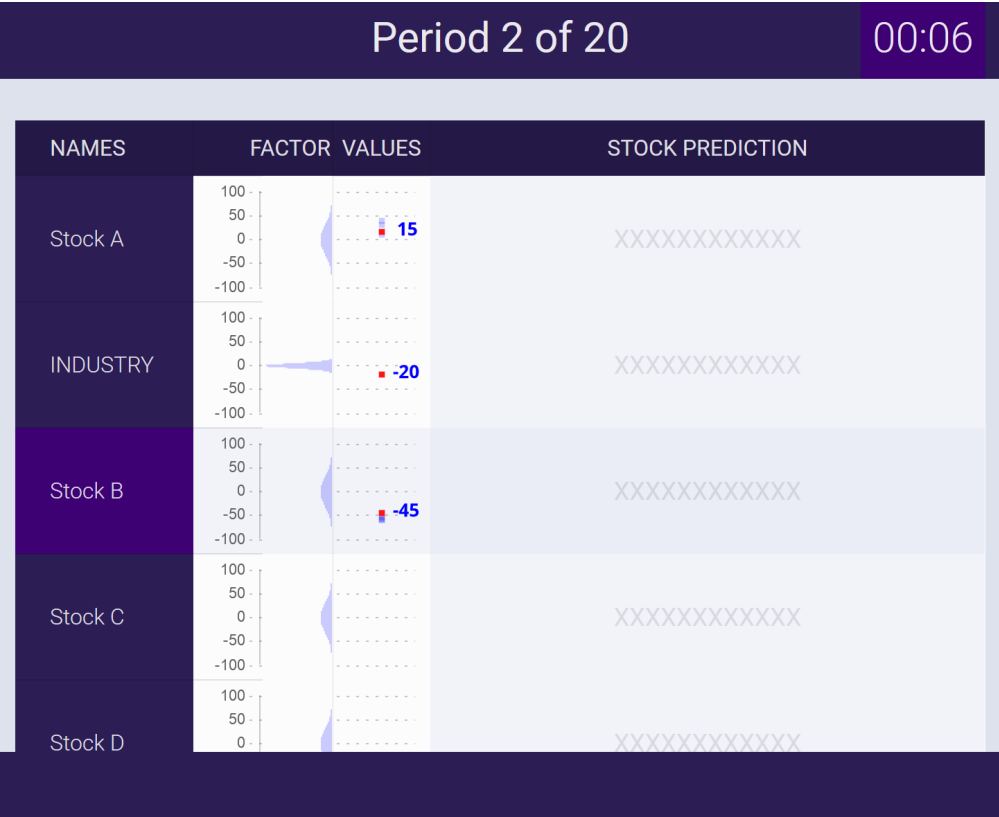 Period 2 of 20
00:06
NAMES FACTOR VALUES STOCK PREDICTION
100
50
Stock A 0 15 XXXXXXXXXXXX
-50
-100
100
50
INDUSTRY 0 -20 XXXXXXXXXXXX
-50
-100
100
50
Stock B 0 XXXXXXXXXXXX
-50 -45
-100
100
50
Stock C 0 XXXXXXXXXXXX
-50
-100
100
50
Stock D 0 XXXXXXXXXXXX